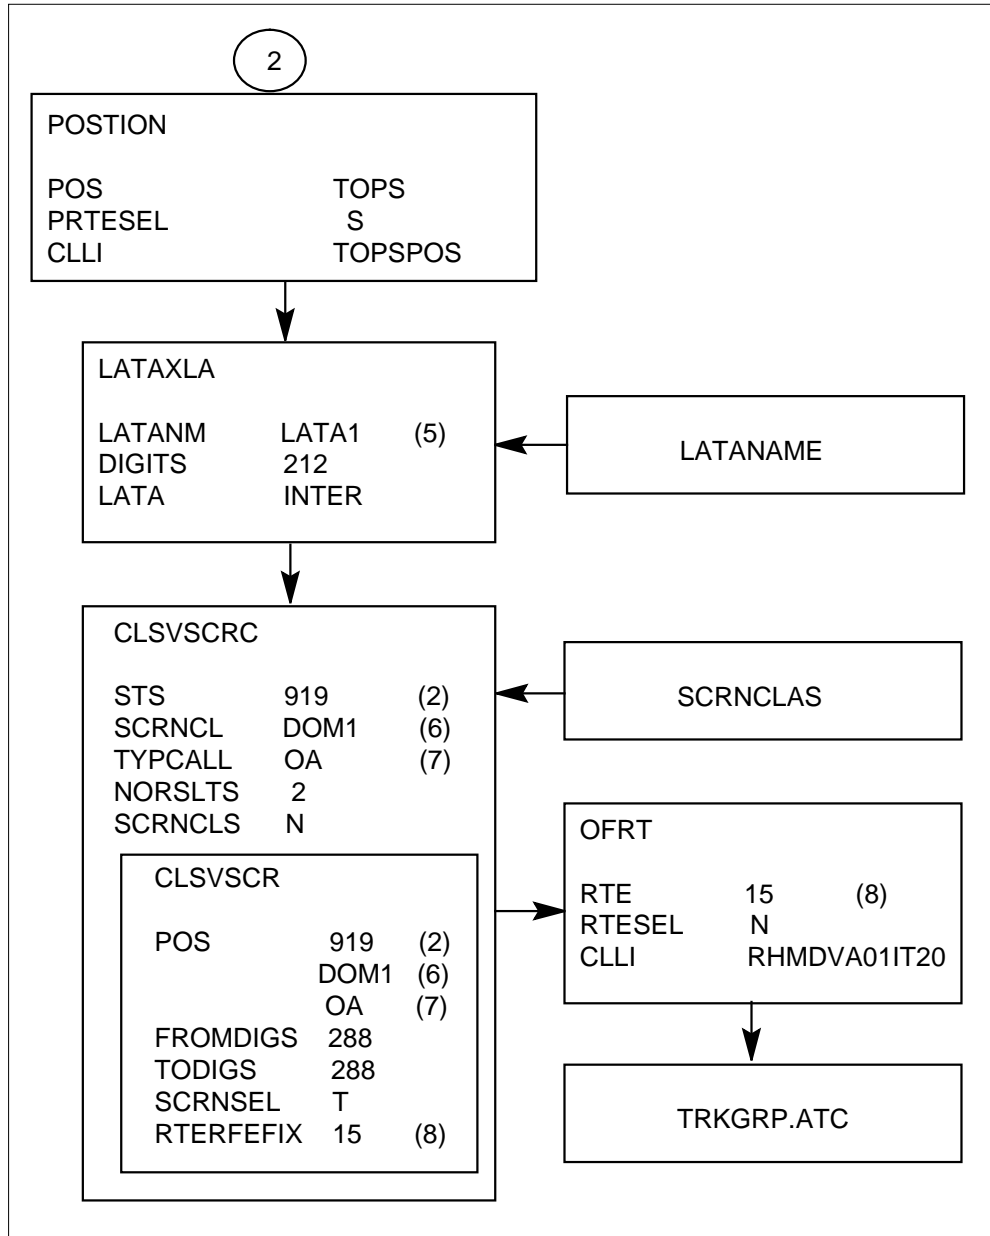 2
POSTION
POS TOPS
PRTESEL S
CLLI TOPSPOS
LATAXLA
LATANM LATA1 (5)
DIGITS 212
LATA INTER
LATANAME
CLSVSCRC
STS 919 (2)
SCRNCL DOM1 (6)
TYPCALL OA (7)
NORSLTS 2
SCRNCLS N
SCRNCLAS
CLSVSCR
POS 919 (2)
DOM1 (6)
OA (7)
FROMDIGS 288
TODIGS 288
SCRNSEL T
RTERFEFIX 15 (8)
OFRT
RTE 15 (8)
RTESEL N
CLLI RHMDVA01IT20
TRKGRP.ATC